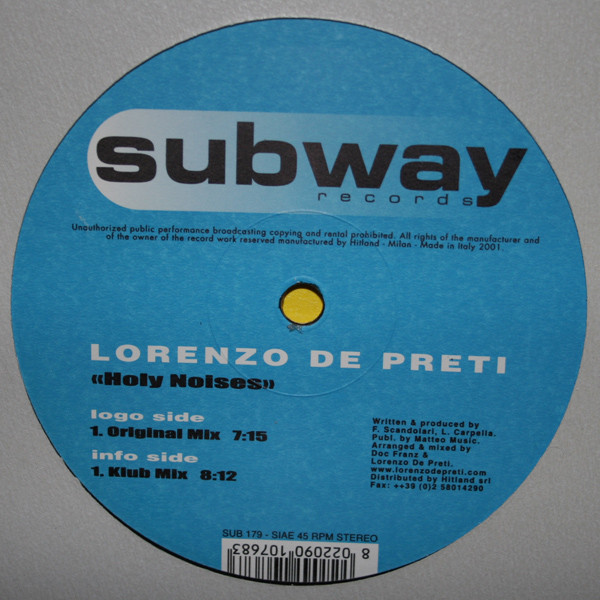 subway
records
Unauthorized public performance broadcasting copying and rental prohibited. All rights of the manufacturer and
of the owner of the record work reserved manufactured by Hitland - Milan - Made in Italy 2001.
LORENZO DE PRETI
«Holy Noises»
logo side
1. Original Mix 7:15
info side
1. Klub Mix 8:12
Written & produced by
F. Scandolari, L. Carpella.
Publ. by Matteo Music.
Arranged & mixed by
Doc Franz &
Lorenzo De Preti.
www.lorenzodepreti.com
Distributed by Hitland srl
Fax: ++39 (0)2 58014290
SUB 179 - SIAE 45 RPM STEREO
8 022090 107683